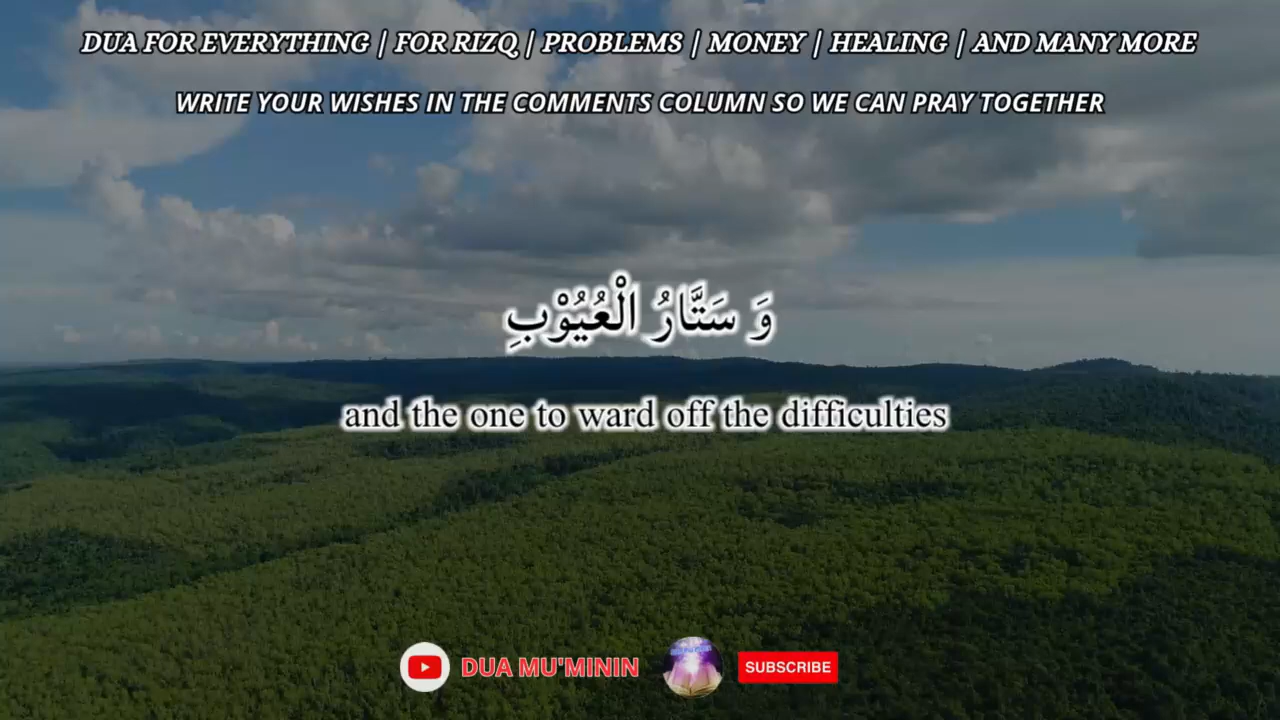 DUA FOR EVERYTHING | FOR RIZQ | PROBLEMS | MONEY | HEALING | AND MANY MORE
WRITE YOUR WISHES IN THE COMMENTS COLUMN SO WE CAN PRAY TOGETHER
وَ سَتَّارُ الْعُيُوْبِ
and the one to ward off the difficulties
DUA MU'MININ
SUBSCRIBE